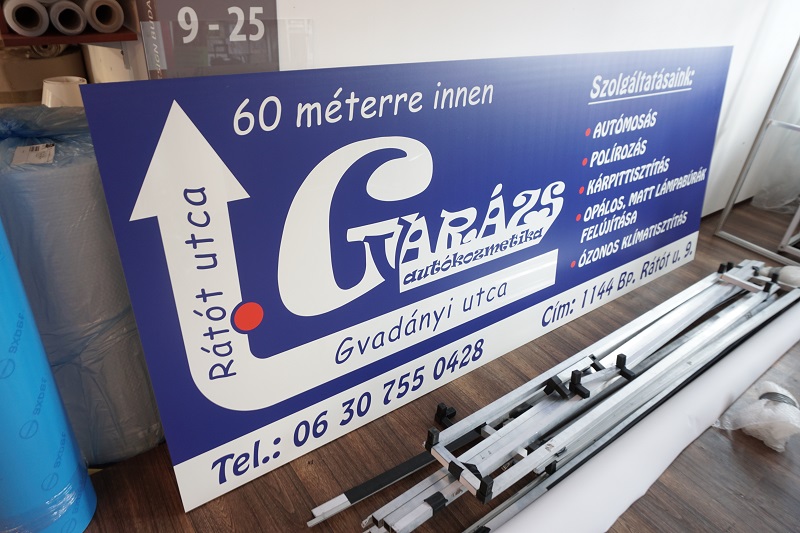 9 - 25
60 méterre innen
Rátót utca
Garázs
autókozmetika
Gvadányi utca
Szolgáltatásaink:
• AUTÓMOSÁS
• POLÍROZÁS
• KÁRPITTISZTÍTÁS
• OPÁLOS, MATT LÁMPABÚRÁK
FELÚJÍTÁSA
• ÓZONOS KLÍMATISZTÍTÁS
Tel.: 06 30 755 0428
Cím: 1144 Bp. Rátót u. 9.